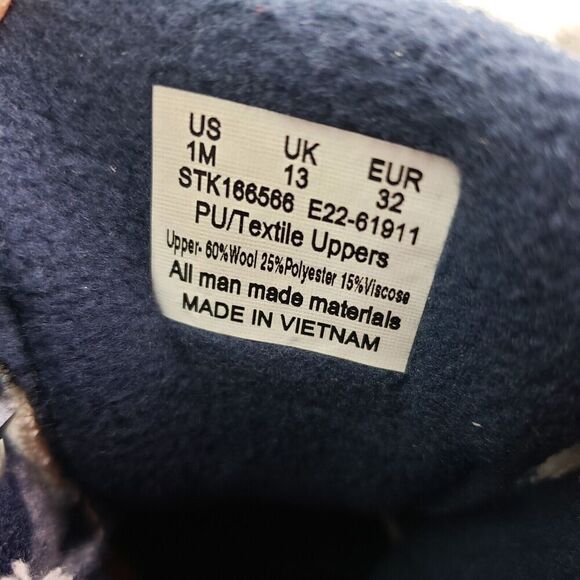 US UK EUR
1M 13 32
STK166566 E22-61911
PU/Textile Uppers
Upper- 60%Wool 25%Polyester 15%Viscose
All man made materials
MADE IN VIETNAM